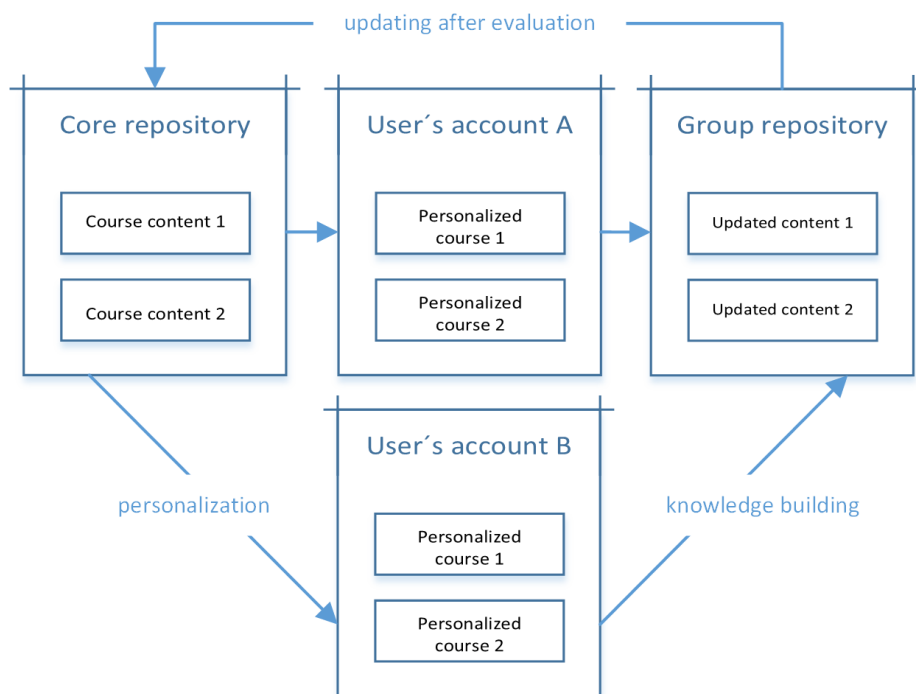 updating after evaluation
Core repository
Course content 1
Course content 2
User´s account A
Personalized
course 1
Personalized
course 2
Group repository
Updated content 1
Updated content 2
personalization
User´s account B
Personalized
course 1
Personalized
course 2
knowledge building